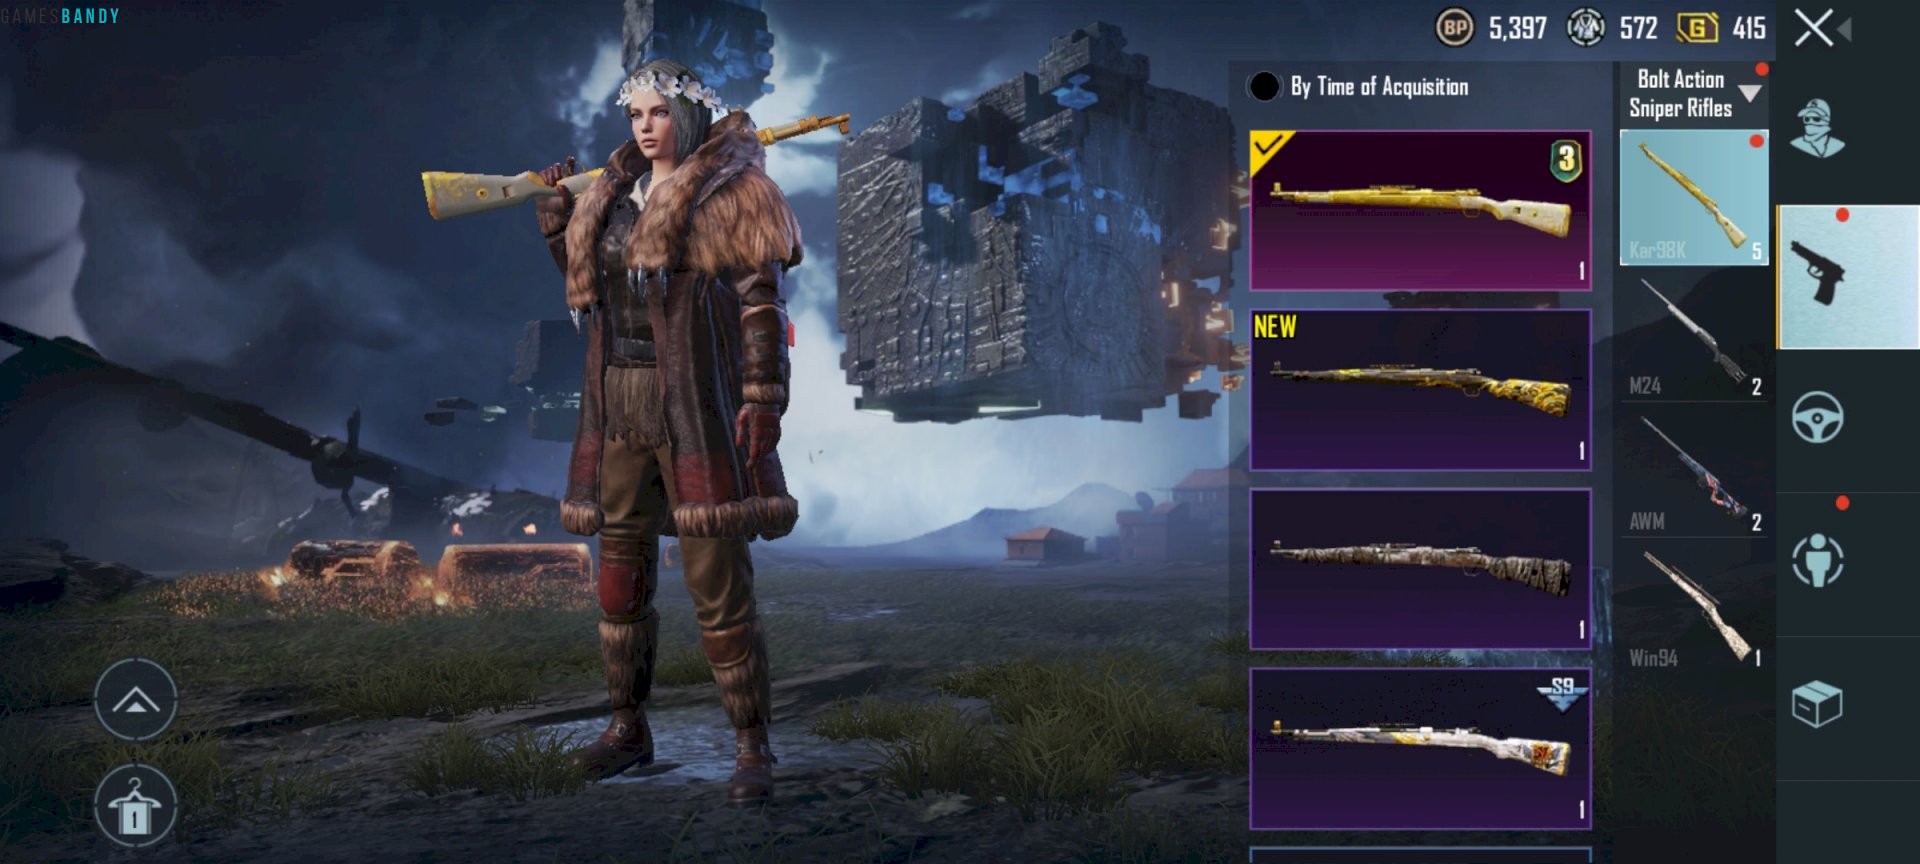 GAMESBANDY
BP 5,397 572 G 415
By Time of Acquisition
Bolt Action
Sniper Rifles
3
1
NEW
1
1
S9
1
Kar98K 5
M24 2
AWM 2
Win94 1
1